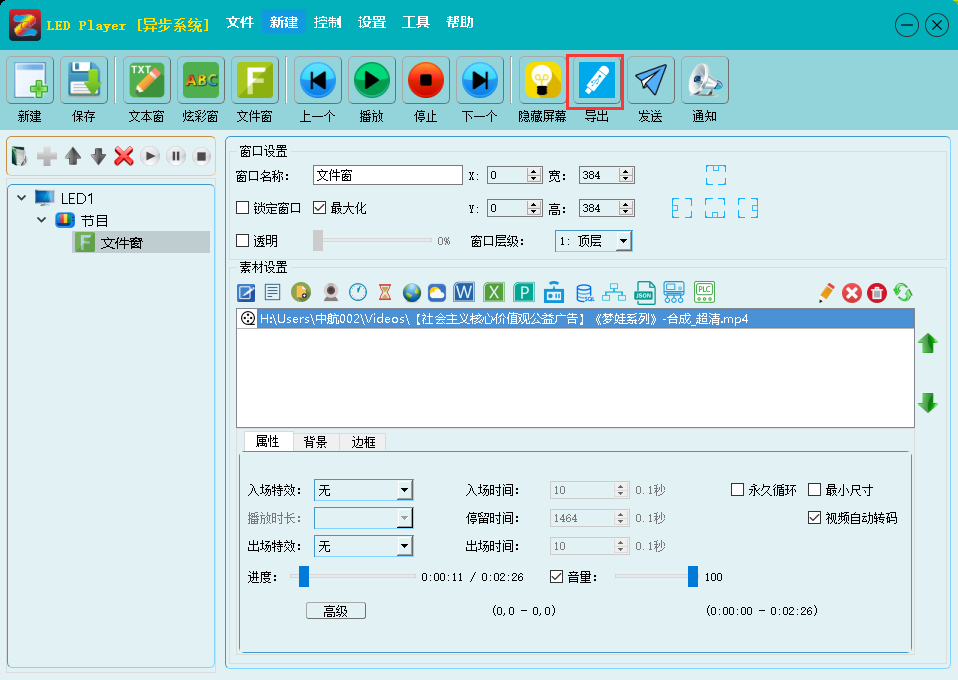 LED Player [异步系统] 文件 新建 控制 设置 工具 帮助
TXT ABC F
新建 保存 文本窗 炫彩窗 文件窗 上一个 播放 停止 下一个 隐藏屏幕 导出 发送 通知
窗口设置
窗口名称: 文件窗 X: 0 宽: 384
锁定窗口 最大化 Y: 0 高: 384
透明 0% 窗口层级: 1: 顶层
LED1
节目
F 文件窗
素材设置
W X P SQL JSON PLC
H:\Users\中航002\Videos\【社会主义核心价值观公益广告】《梦娃系列》-合成_超清.mp4
属性 背景 边框
入场特效: 无 入场时间: 10 0.1秒 永久循环 最小尺寸
播放时长: 停留时间: 1464 0.1秒 视频自动转码
出场特效: 无 出场时间: 10 0.1秒
进度: 0:00:11 / 0:02:26 音量: 100
高级 (0,0 - 0,0) (0:00:00 - 0:02:26)